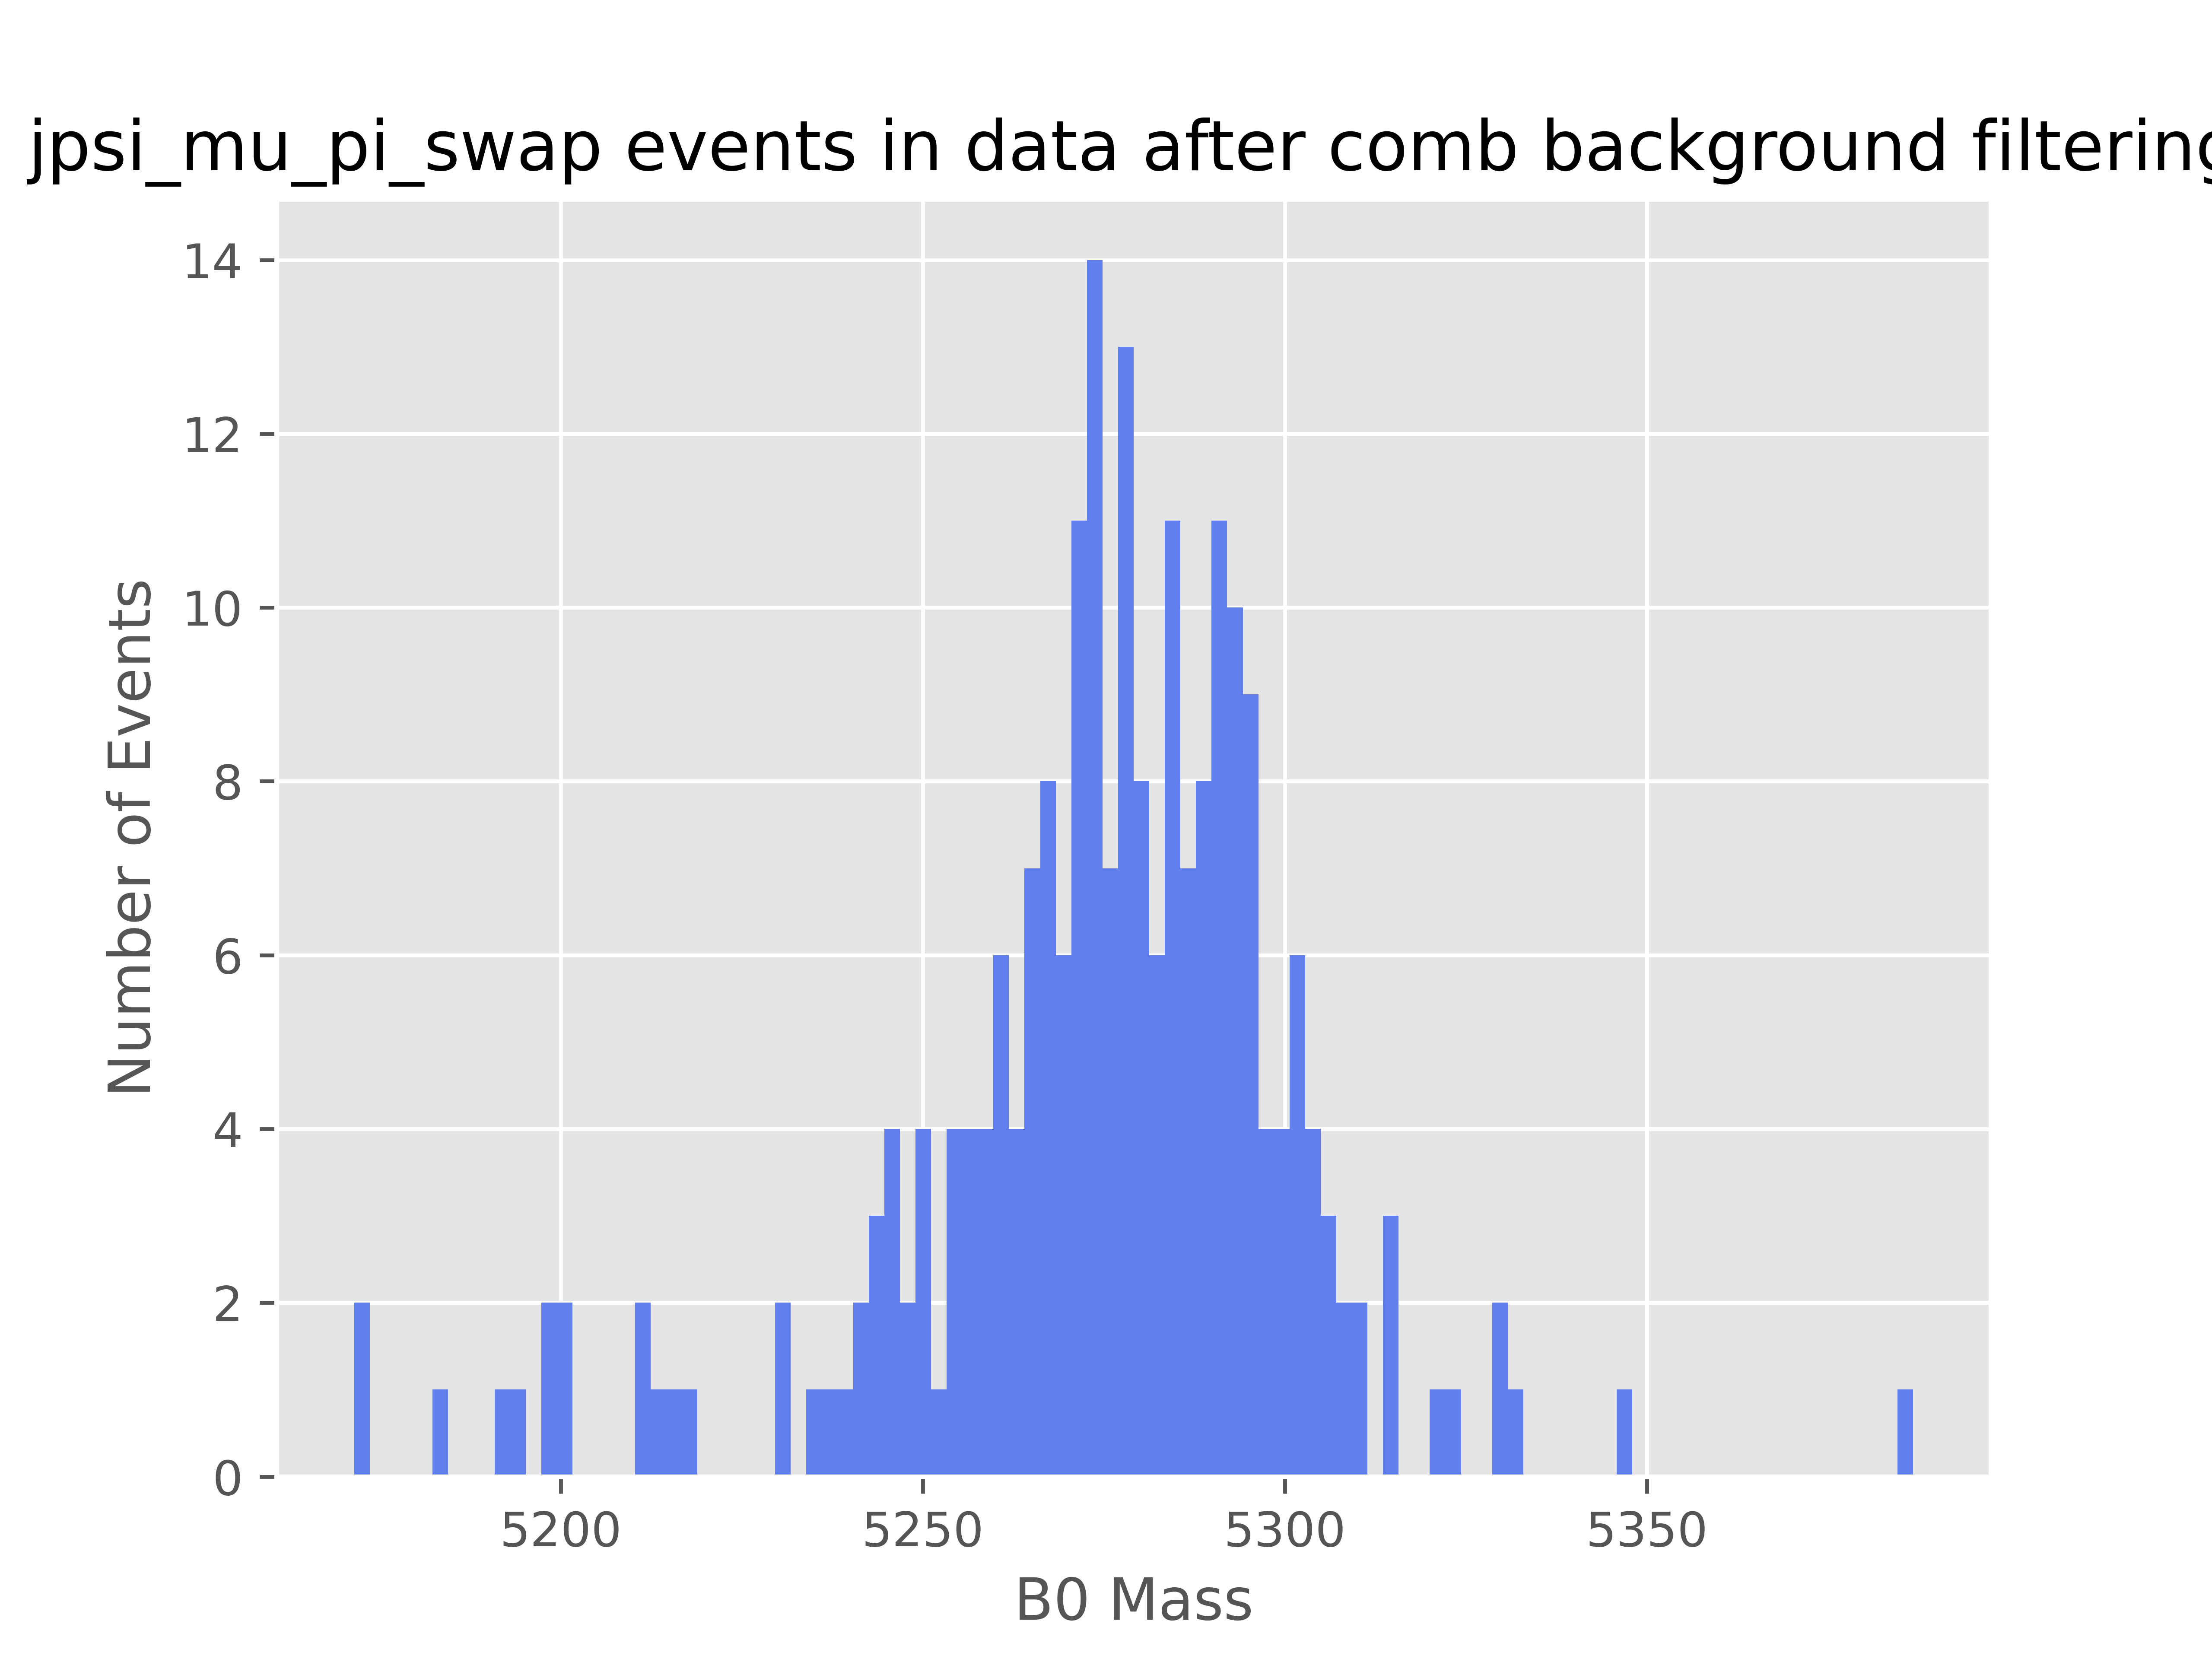 jpsi_mu_pi_swap events in data after comb background filtering
Number of Events
14
12
10
8
6
4
2
0
5200 5250 5300 5350
B0 Mass